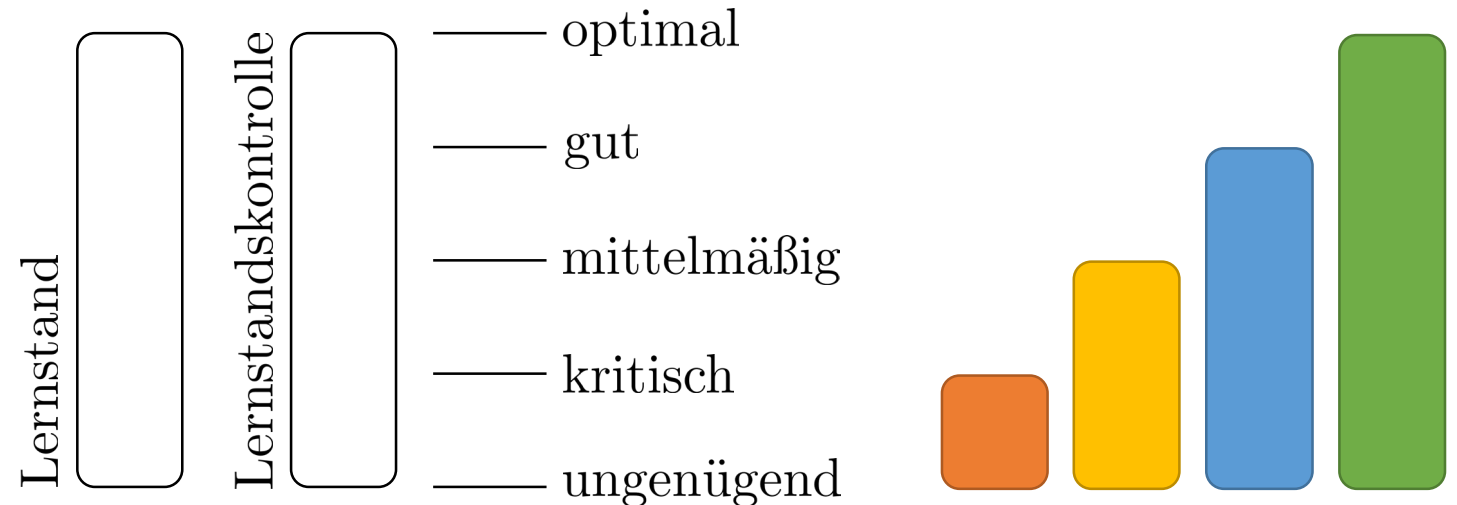 Lernstand
Lernstandskontrolle
optimal
gut
mittelmäßig
kritisch
ungenügend